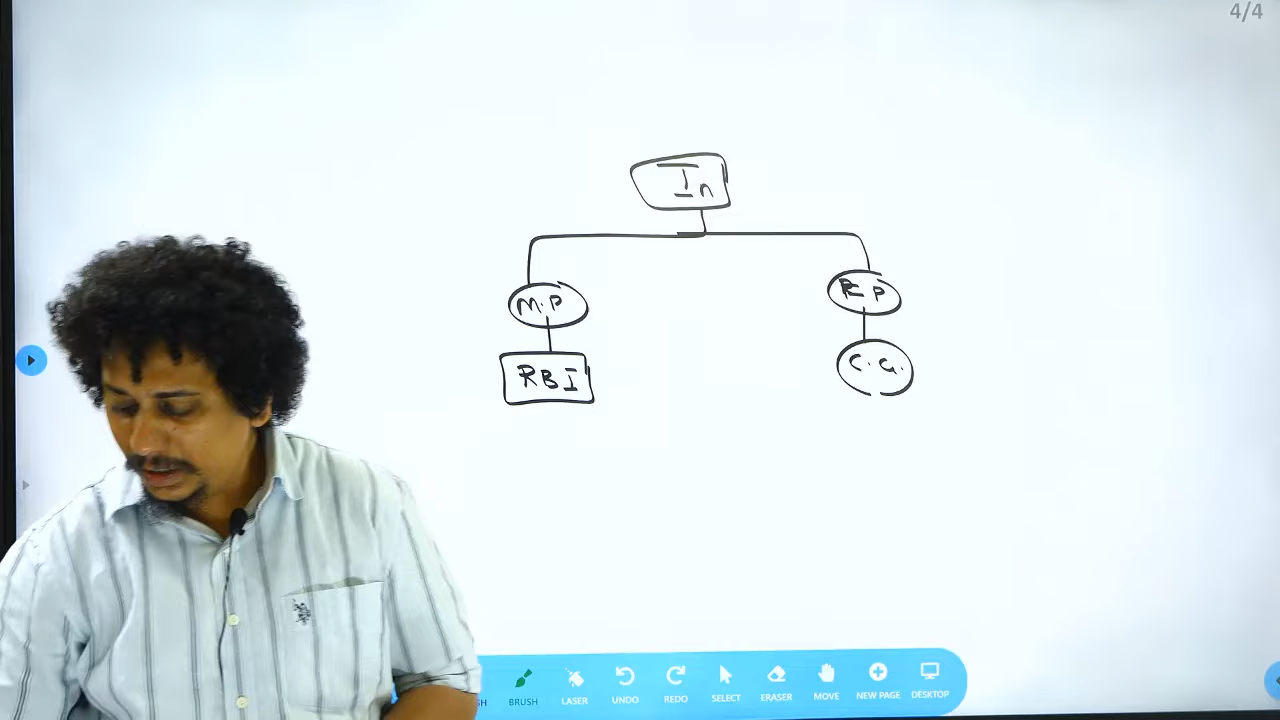 4/4
In
M.P
RBI
C.G.
BRUSH
LASER
UNDO
REDO
SELECT
ERASER
MOVE
NEW PAGE
DESKTOP